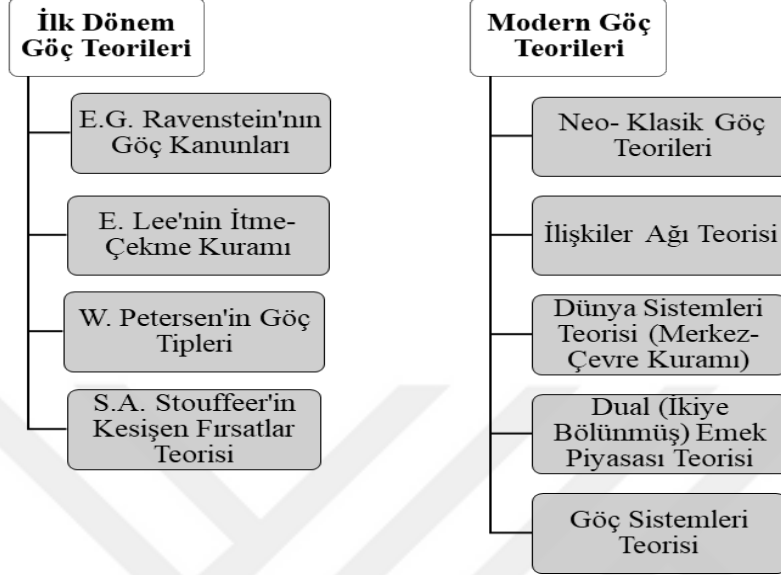 İlk Dönem
Göç Teorileri
E.G. Ravenstein'nın
Göç Kanunları
E. Lee'nin İtme-
Çekme Kuramı
W. Petersen'in Göç
Tipleri
S.A. Stouffeer'in
Kesişen Fırsatlar
Teorisi
Modern Göç
Teorileri
Neo- Klasik Göç
Teorileri
İlişkiler Ağı Teorisi
Dünya Sistemleri
Teorisi (Merkez-
Çevre Kuramı)
Dual (İkiye
Bölünmüş) Emek
Piyasası Teorisi
Göç Sistemleri
Teorisi